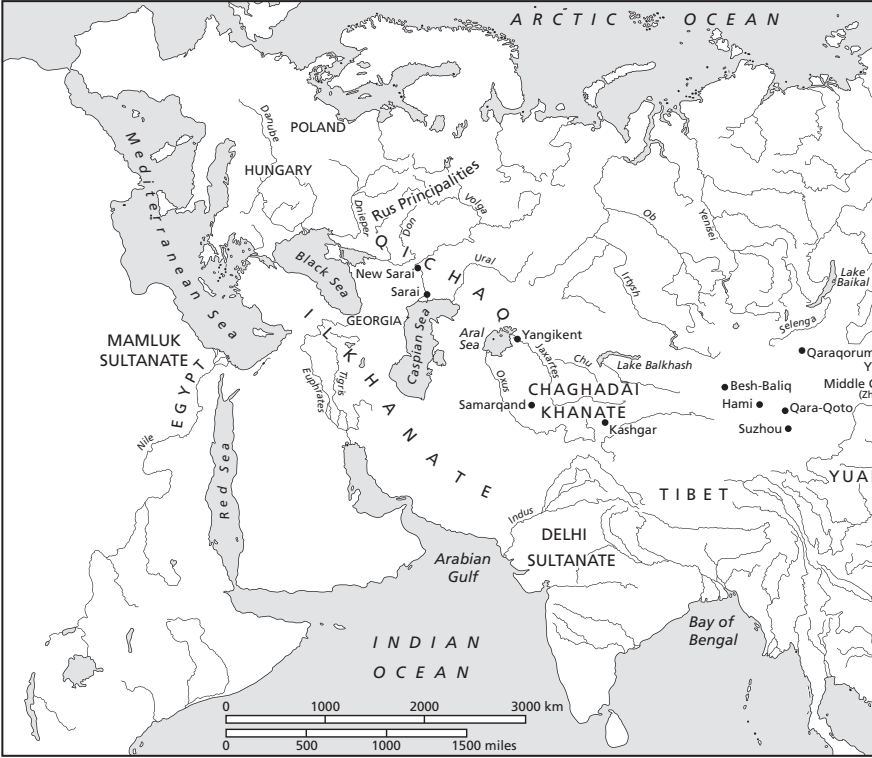 ARCTIC OCEAN
Danube
POLAND
Mediterranean Sea
HUNGARY
Rus Principalities
Dnieper
Don
Volga
Ob
Yenisei
QIPCHAQ
Black Sea
New Sarai
Ural
Irtysh
Lake
Baikal
Sarai
ILKHANATE
GEORGIA
Caspian Sea
Aral
Sea
Yangikent
Selenga
MAMLUK
SULTANATE
Jaxartes
Chu
Lake Balkhash
Qaraqorum
Y
EGYPT
Euphrates
Tigris
Oxus
CHAGHADAI
KHANATE
Besh-Baliq
Middle
(Zh
Samarqand
Hami
Qara-Qoto
Kashgar
Suzhou
Nile
Red Sea
TIBET
YUA
Indus
DELHI
SULTANATE
Arabian
Gulf
Bay of
Bengal
INDIAN
OCEAN
0 1000 2000 3000 km
0 500 1000 1500 miles